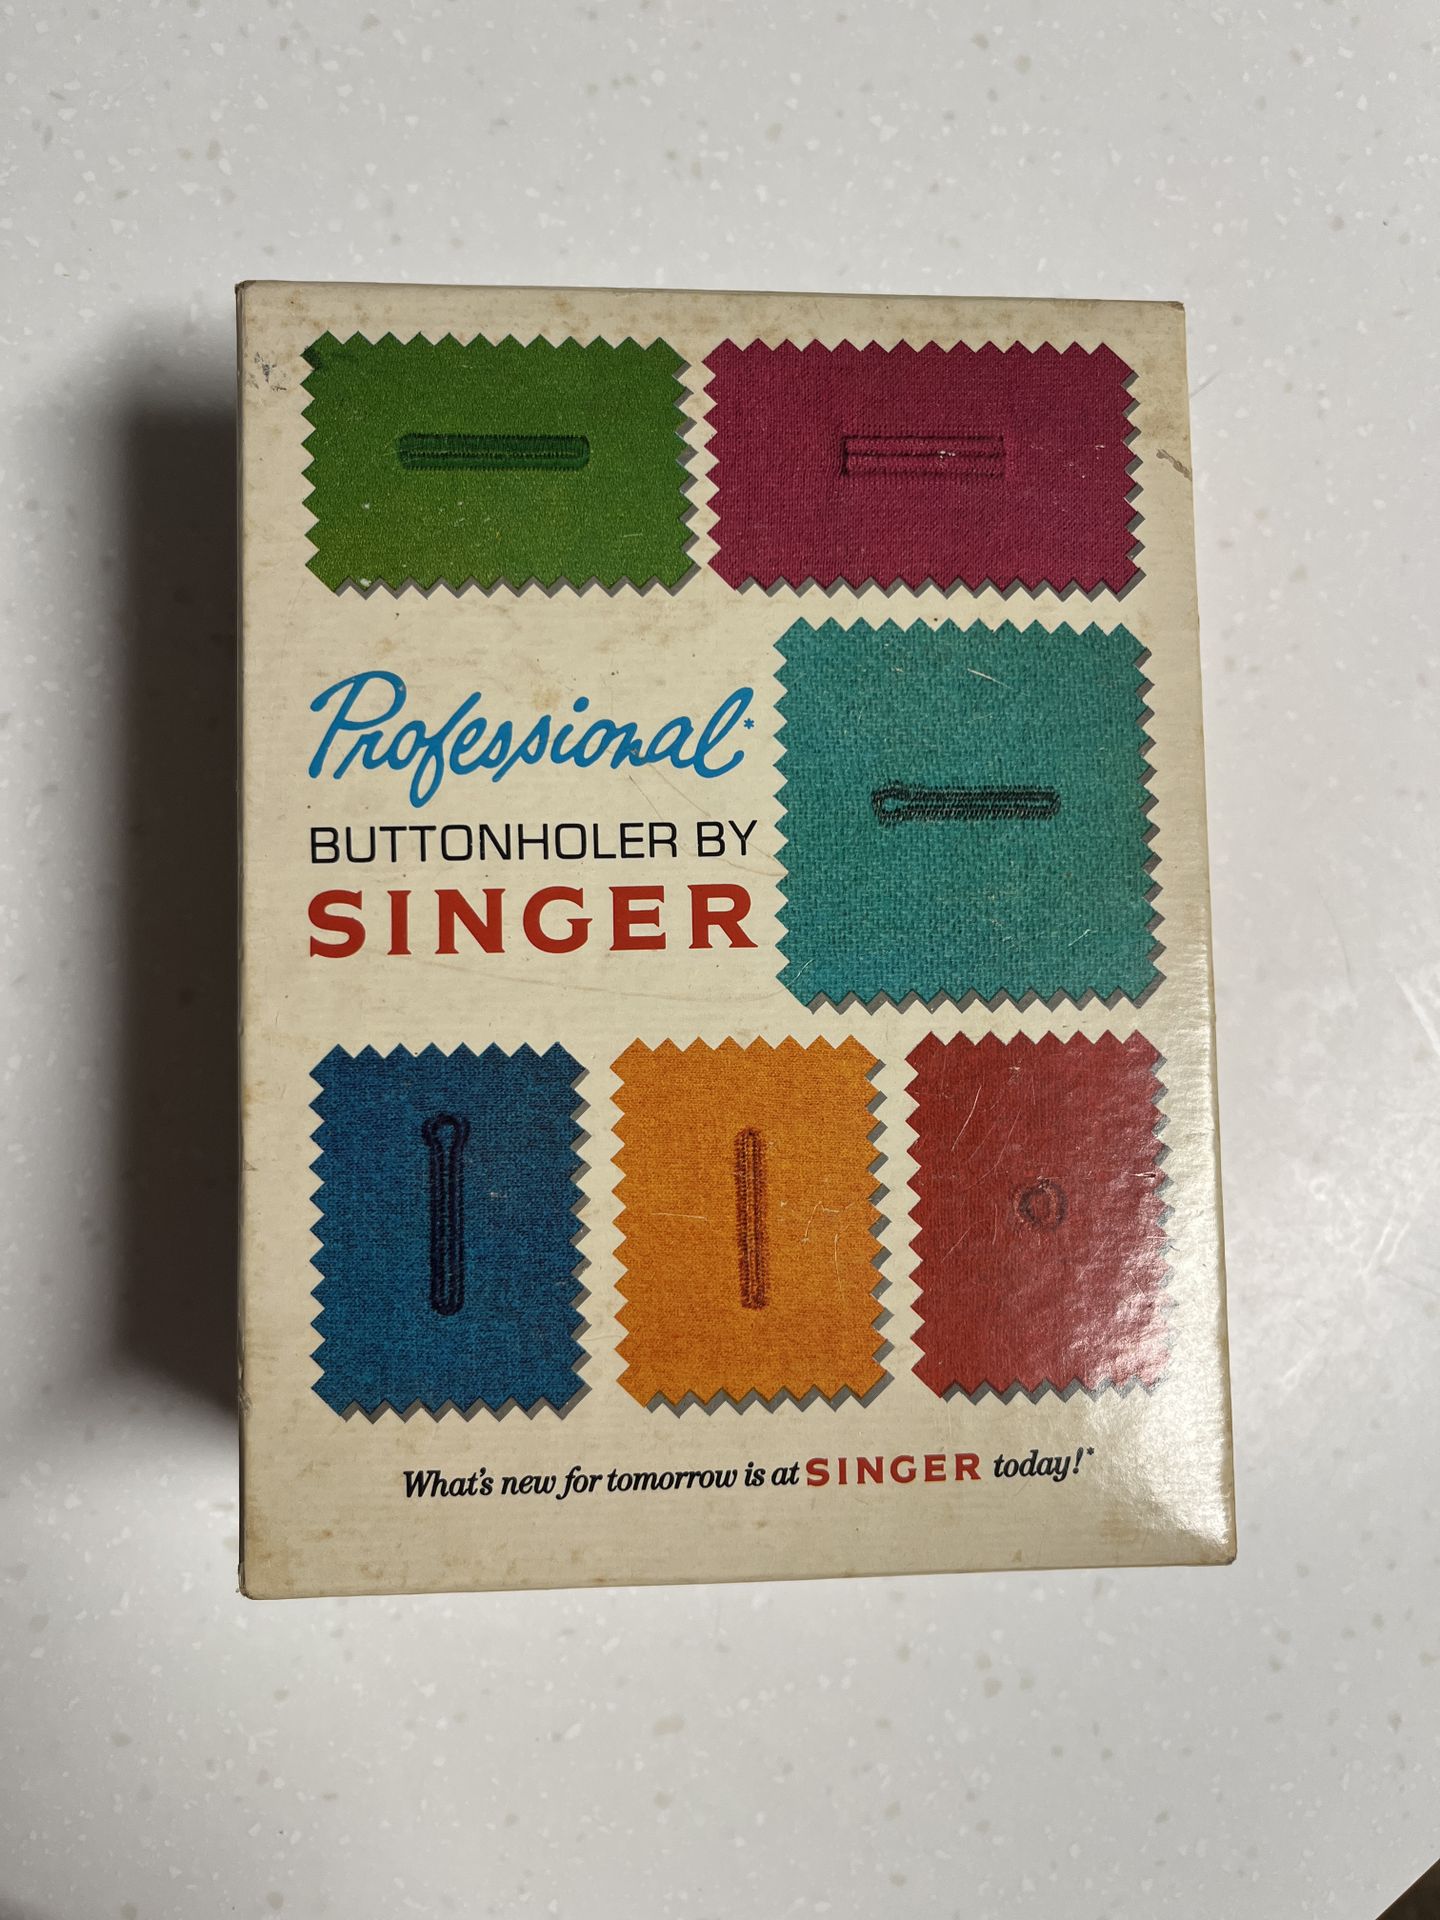 Professional*
BUTTONHOLER BY
SINGER
What's new for tomorrow is at SINGER today!*